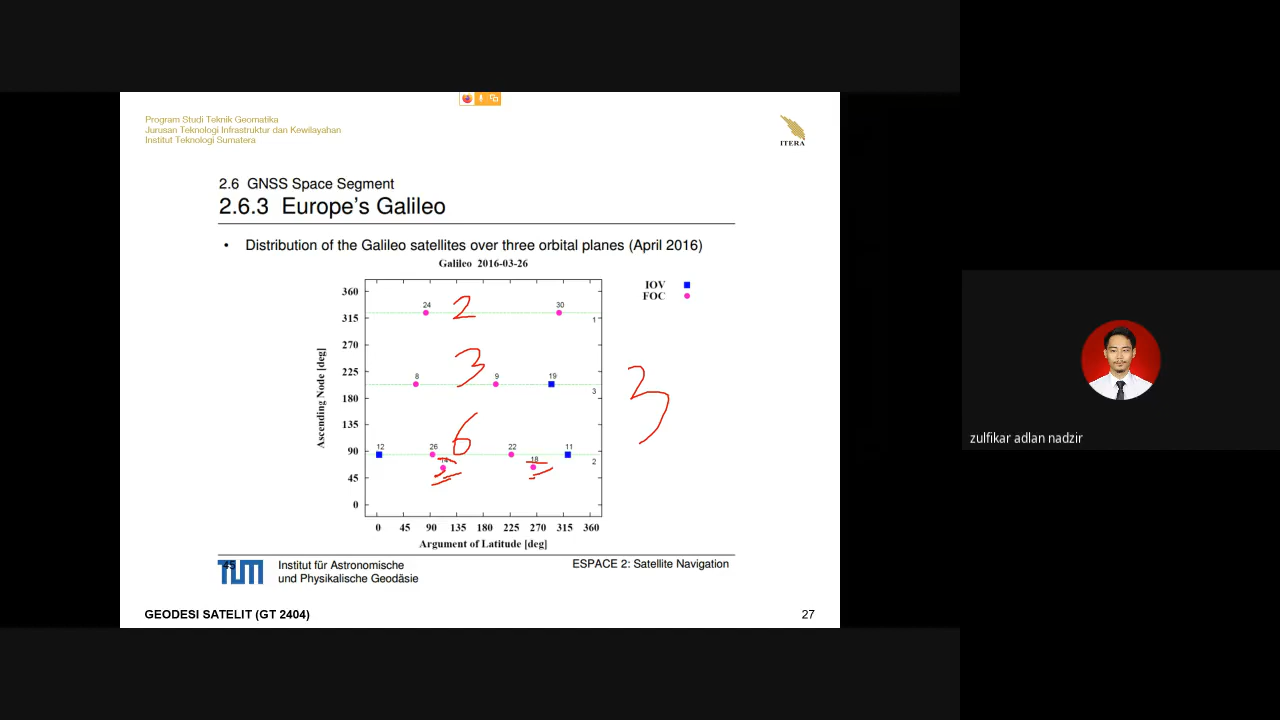 Program Studi Teknik Geomatika
Jurusan Teknologi Infrastruktur dan Kewilayahan
Institut Teknologi Sumatera
ITERA
2.6 GNSS Space Segment
2.6.3 Europe's Galileo
• Distribution of the Galileo satellites over three orbital planes (April 2016)
Galileo 2016-03-26
IOV
FOC
Ascending Node [deg]
360
315
270
225
180
135
90
45
0
24 2 30
1
8 3 9 19
3
12 26 6 22 11
2
14 18
3
0 45 90 135 180 225 270 315 360
Argument of Latitude [deg]
45
TUM
Institut für Astronomische
und Physikalische Geodäsie
ESPACE 2: Satellite Navigation
GEODESI SATELIT (GT 2404)
27
zulfikar adlan nadzir